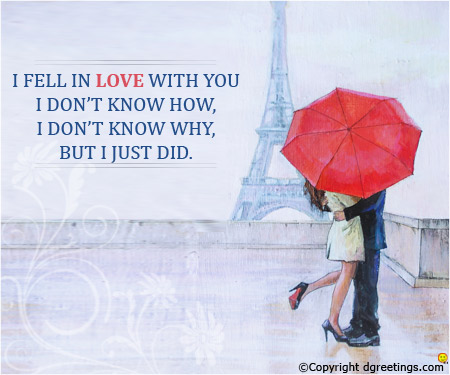 I FELL IN LOVE WITH YOU
I DON'T KNOW HOW,
I DON'T KNOW WHY,
BUT I JUST DID.
©Copyright dgreetings.com